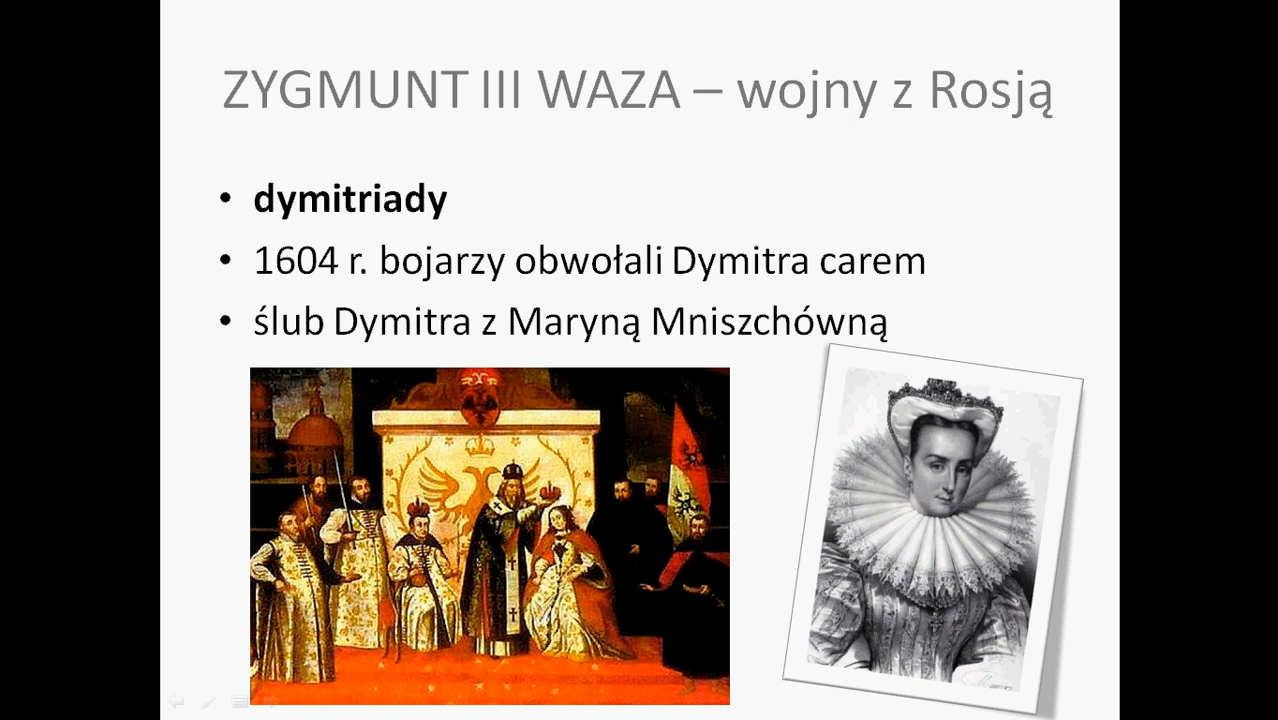 ZYGMUNT III WAZA – wojny z Rosją
• dymitriady
• 1604 r. bojarzy obwołali Dymitra carem
• ślub Dymitra z Maryną Mniszchówną